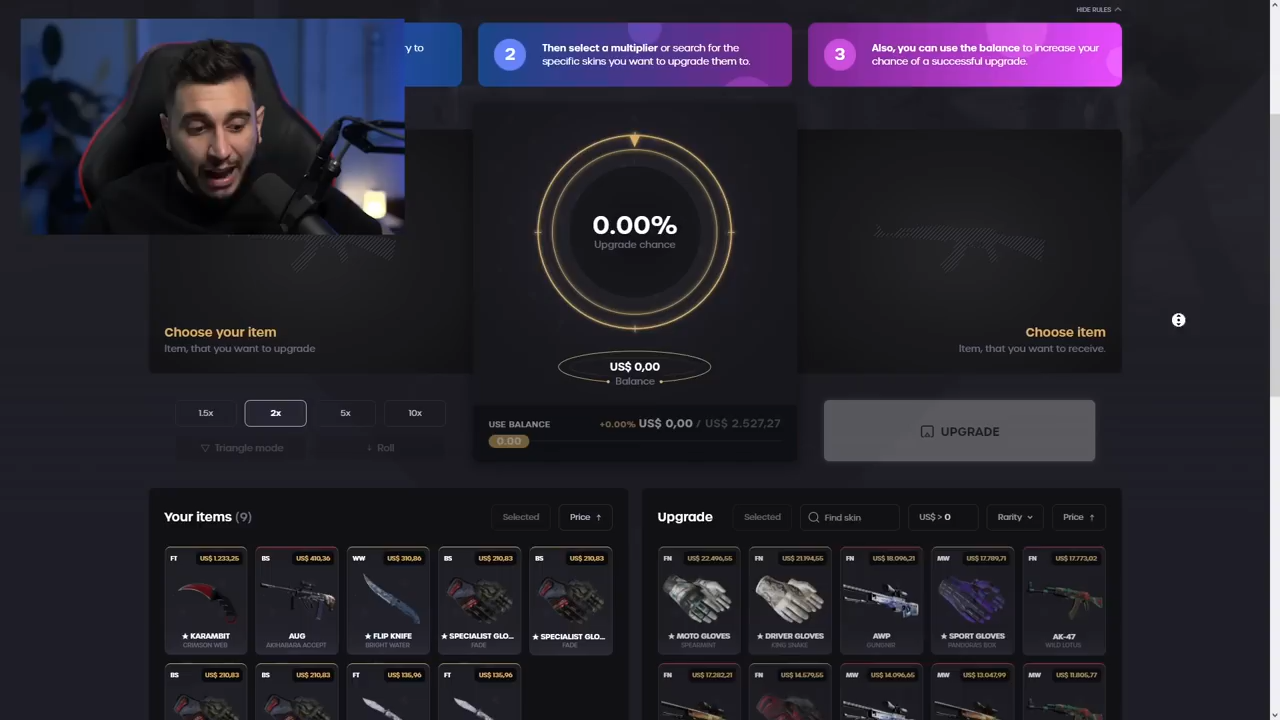 HIDE RULES
ry to
2
Then select a multiplier or search for the
specific skins you want to upgrade them to.
3
Also, you can use the balance to increase your
chance of a successful upgrade.
0.00%
Upgrade chance
Choose your item
Item, that you want to upgrade
Choose item
Item, that you want to receive.
US$ 0,00
Balance
1.5x
2x
5x
10x
Triangle mode
Roll
USE BALANCE
+0.00% US$ 0,00 / US$ 2.527,27
0.00
UPGRADE
Your items (9)
Selected
Price
Upgrade
Selected
Find skin
US$ > 0
Rarity
Price
FT US$ 1.233,25
★ KARAMBIT
CRIMSON WEB
BS US$ 410,36
AUG
AKIHABARA ACCEPT
WW US$ 310,86
★ FLIP KNIFE
BRIGHT WATER
BS US$ 210,83
★ SPECIALIST GLO...
FADE
BS US$ 210,83
★ SPECIALIST GLO...
FADE
FN US$ 22.496,55
★ MOTO GLOVES
SPEARMINT
FN US$ 21.194,55
★ DRIVER GLOVES
KING SNAKE
FN US$ 18.096,21
AWP
GUNGNIR
MW US$ 17.789,71
★ SPORT GLOVES
PANDORA'S BOX
FN US$ 17.773,02
AK-47
WILD LOTUS
BS US$ 210,83
BS US$ 210,83
FT US$ 135,96
FT US$ 135,96
FN US$ 17.282,21
FN US$ 14.579,55
MW US$ 14.096,65
MW US$ 13.047,99
MW US$ 11.805,77